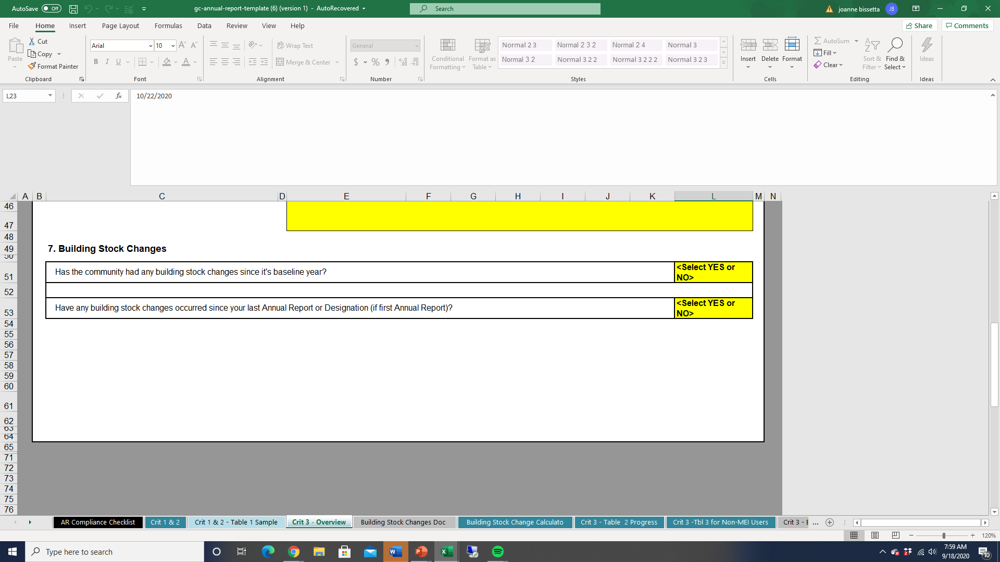 AutoSave Off gc-annual-report-template (6) (version 1) - AutoRecovered Search joanne bissetta JB
File Home Insert Page Layout Formulas Data Review View Help Share Comments
Paste Cut Copy Format Painter Clipboard
Arial 10 A A B I U A Font
ab Wrap Text Merge & Center Alignment
General $ % 9 .00 Number
Conditional Formatting Format as Table
Normal 2 3 Normal 2 3 2 Normal 2 4 Normal 3
Normal 3 2 Normal 3 2 2 Normal 3 2 2 2 Normal 3 2 3
Styles
Insert Delete Format Cells
AutoSum Fill Clear Sort & Filter Find & Select Editing
Ideas Ideas
L23 fx 10/22/2020
A B C D E F G H I J K L M N
46
47
48
49 7. Building Stock Changes
50
51 Has the community had any building stock changes since it's baseline year? <Select YES or NO>
52
53 Have any building stock changes occurred since your last Annual Report or Designation (if first Annual Report)? <Select YES or NO>
54
55
56
57
58
59
60
61
62
63
64
65
71
72
73
74
75
76
AR Compliance Checklist Crit 1 & 2 Crit 1 & 2 - Table 1 Sample Crit 3 - Overview Building Stock Changes Doc Building Stock Change Calculato Crit 3 - Table 2 Progress Crit 3 -Tbl 3 for Non-MEI Users Crit 3 - E ...
120%
Type here to search
7:59 AM
9/18/2020
10